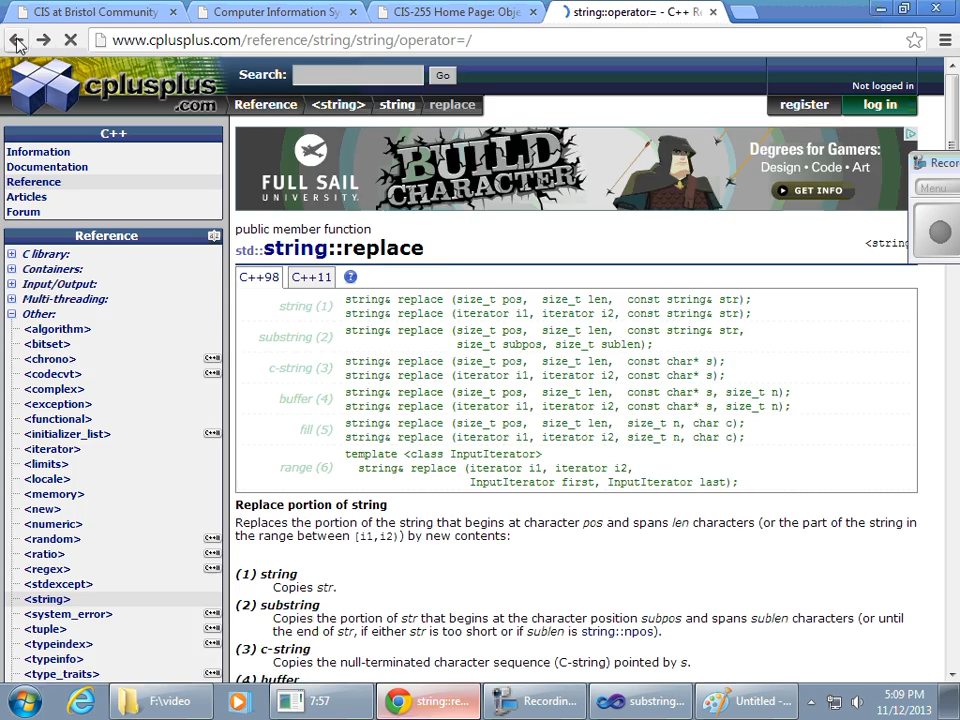 CIS at Bristol Community
Computer Information Sy
CIS-255 Home Page: Obje
string::operator= - C++ Re
www.cplusplus.com/reference/string/string/operator=/
cplusplus
.com
Search:
Go
Not logged in
Reference
<string>
string
replace
register
log in
C++
Information
Documentation
Reference
Articles
Forum
FULL SAIL
UNIVERSITY.
BUILD
CHARACTER
Degrees for Gamers:
Design • Code • Art
GET INFO
Recor
Menu
Reference
C library:
Containers:
Input/Output:
Multi-threading:
Other:
<algorithm>
<bitset>
<chrono>
<codecvt>
<complex>
<exception>
<functional>
<initializer_list>
<iterator>
<limits>
<locale>
<memory>
<new>
<numeric>
<random>
<ratio>
<regex>
<stdexcept>
<string>
<system_error>
<tuple>
<typeindex>
<typeinfo>
<type_traits>
public member function
std::string::replace
<string
C++98
C++11
?
string (1)
string& replace (size_t pos, size_t len, const string& str);
string& replace (iterator i1, iterator i2, const string& str);
substring (2)
string& replace (size_t pos, size_t len, const string& str,
size_t subpos, size_t sublen);
c-string (3)
string& replace (size_t pos, size_t len, const char* s);
string& replace (iterator i1, iterator i2, const char* s);
buffer (4)
string& replace (size_t pos, size_t len, const char* s, size_t n);
string& replace (iterator i1, iterator i2, const char* s, size_t n);
fill (5)
string& replace (size_t pos, size_t len, size_t n, char c);
string& replace (iterator i1, iterator i2, size_t n, char c);
range (6)
template <class InputIterator>
string& replace (iterator i1, iterator i2,
InputIterator first, InputIterator last);
Replace portion of string
Replaces the portion of the string that begins at character pos and spans len characters (or the part of the string in
the range between [i1,i2)) by new contents:
(1) string
Copies str.
(2) substring
Copies the portion of str that begins at the character position subpos and spans sublen characters (or until
the end of str, if either str is too short or if sublen is string::npos).
(3) c-string
Copies the null-terminated character sequence (C-string) pointed by s.
(4) buffer
F:\video
7:57
string::re...
Recordin...
substring...
Untitled - ...
5:09 PM
11/12/2013